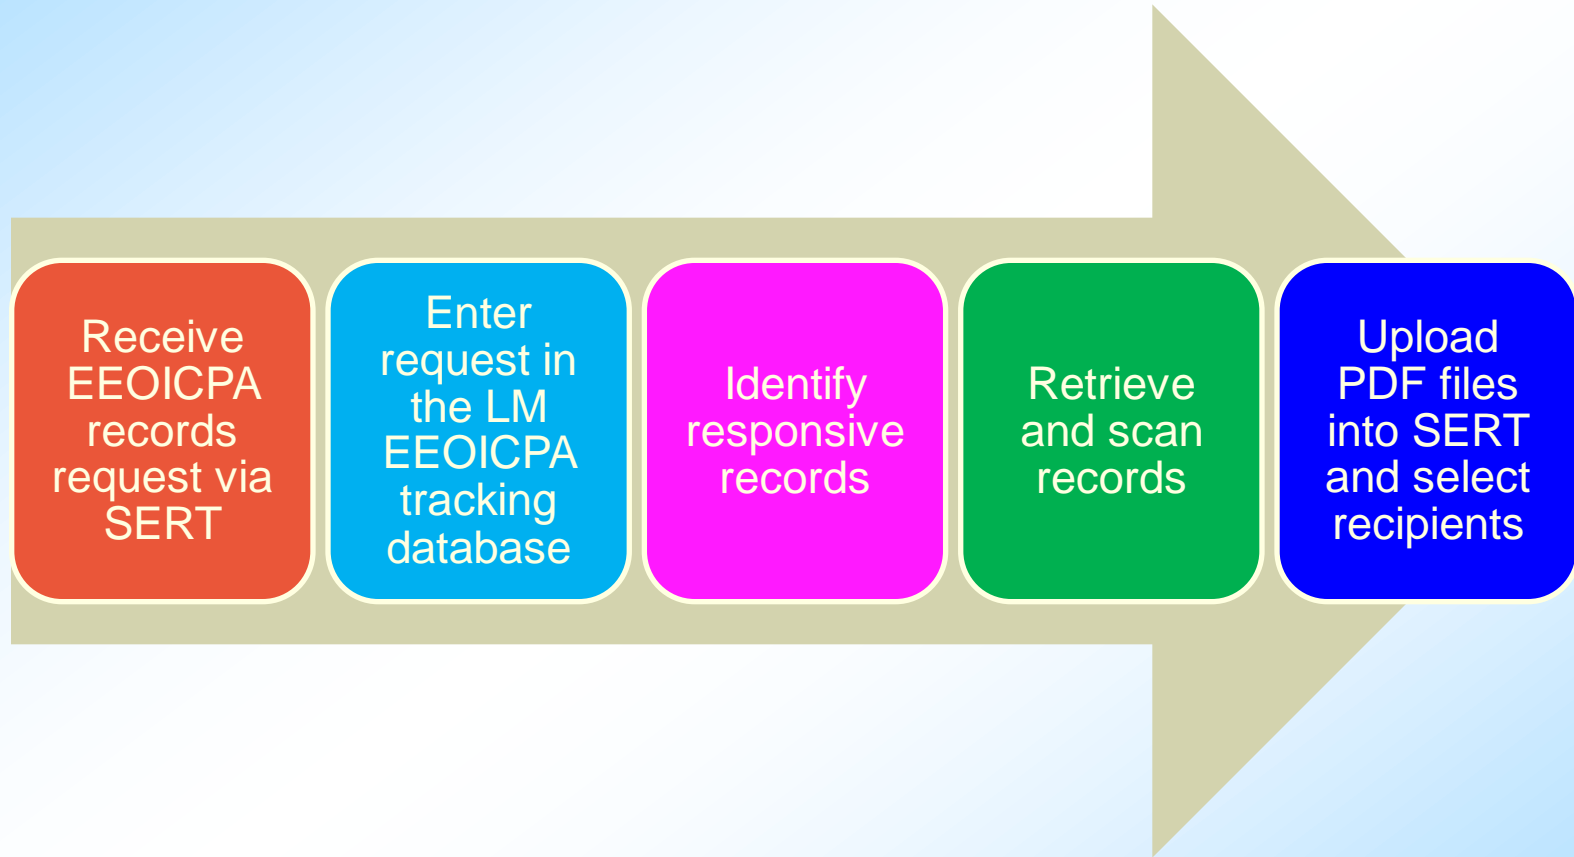 Receive
EEOICPA
records
request via
SERT
Enter
request in
the LM
EEOICPA
tracking
database
Identify
responsive
records
Retrieve
and scan
records
Upload
PDF files
into SERT
and select
recipients